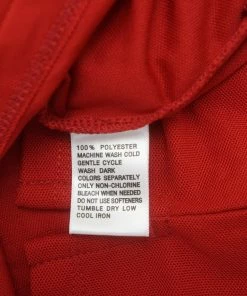 100% POLYESTER
MACHINE WASH COLD
GENTLE CYCLE
WASH DARK
COLORS SEPARATELY
ONLY NON-CHLORINE
BLEACH WHEN NEEDED
DO NOT USE SOFTENERS
TUMBLE DRY LOW
COOL IRON